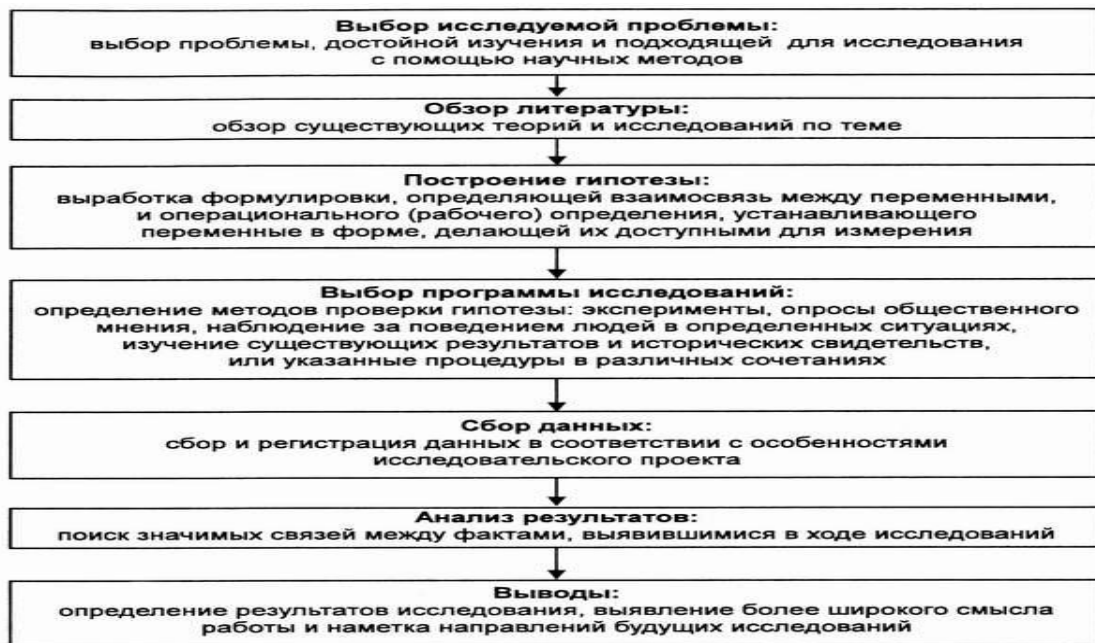 Выбор исследуемой проблемы:
выбор проблемы, достойной изучения и подходящей для исследования
с помощью научных методов
Обзор литературы:
обзор существующих теорий и исследований по теме
Построение гипотезы:
выработка формулировки, определяющей взаимосвязь между переменными,
и операционального (рабочего) определения, устанавливающего
переменные в форме, делающей их доступными для измерения
Выбор программы исследований:
определение методов проверки гипотезы: эксперименты, опросы общественного
мнения, наблюдение за поведением людей в определенных ситуациях,
изучение существующих результатов и исторических свидетельств,
или указанные процедуры в различных сочетаниях
Сбор данных:
сбор и регистрация данных в соответствии с особенностями
исследовательского проекта
Анализ результатов:
поиск значимых связей между фактами, выявившимися в ходе исследований
Выводы:
определение результатов исследования, выявление более широкого смысла
работы и наметка направлений будущих исследований